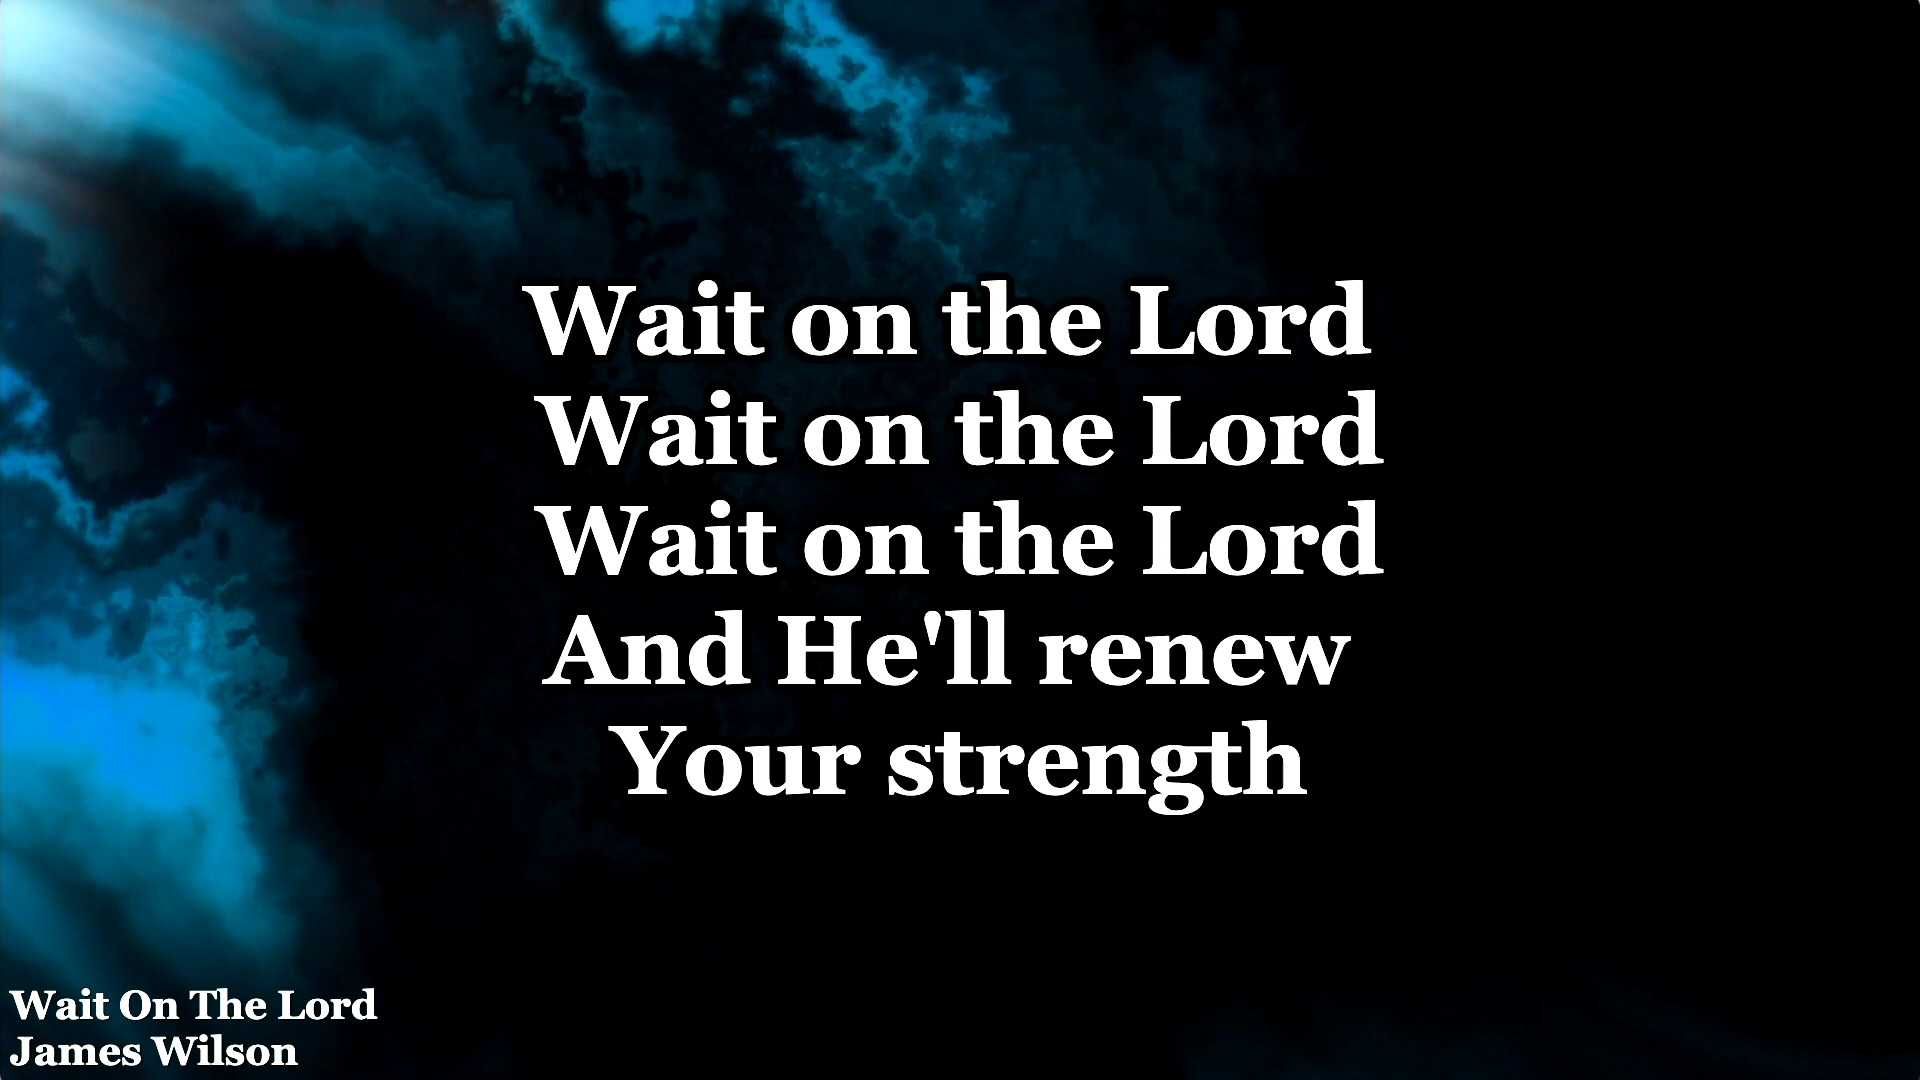 Wait on the Lord
Wait on the Lord
Wait on the Lord
And He'll renew
Your strength
Wait On The Lord
James Wilson